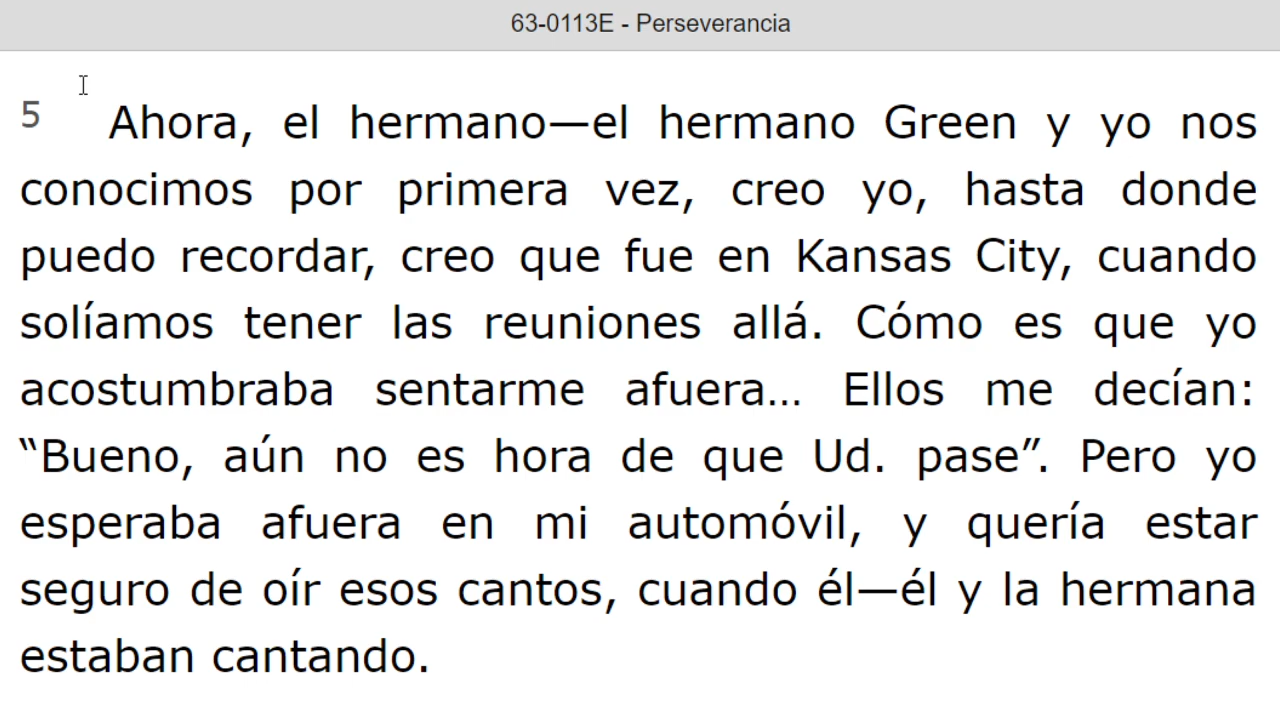 63-0113E - Perseverancia
5 Ahora, el hermano—el hermano Green y yo nos
conocimos por primera vez, creo yo, hasta donde
puedo recordar, creo que fue en Kansas City, cuando
solíamos tener las reuniones allá. Cómo es que yo
acostumbraba sentarme afuera… Ellos me decían:
“Bueno, aún no es hora de que Ud. pase”. Pero yo
esperaba afuera en mi automóvil, y quería estar
seguro de oír esos cantos, cuando él—él y la hermana
estaban cantando.